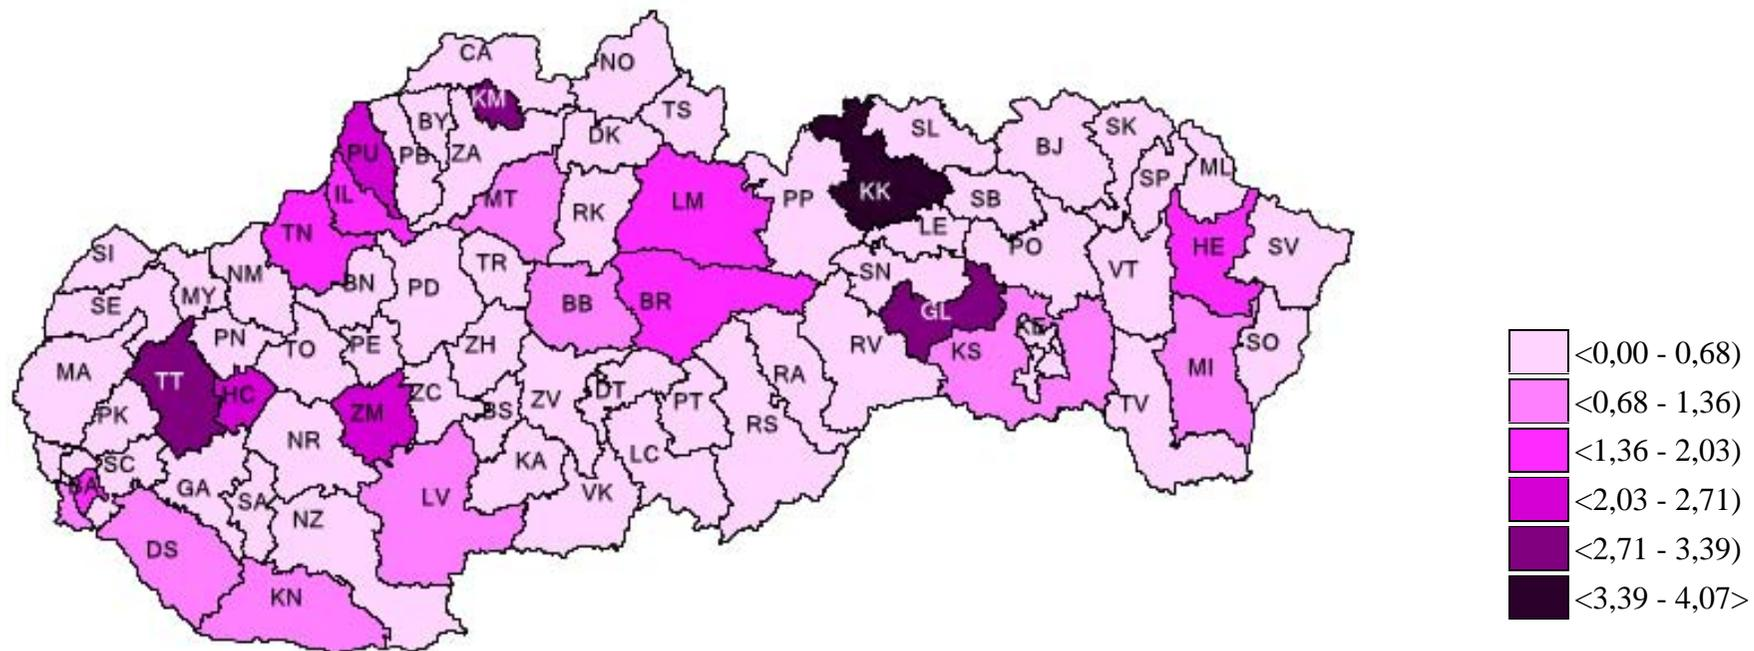 CA
NO
KM
TS
BY
DK
SL
SK
BJ
PU
PB
ZA
ML
SP
IL
MT
LM
PP
KK
SB
RK
LE
TN
PO
HE
SV
SI
TR
SN
VT
NM
BN
PD
MY
SE
BB
BR
GL
KE
PN
TO
PE
ZH
RV
KS
SO
MA
TT
RA
MI
HC
ZC
DT
ZV
PT
TV
PK
ZM
BS
RS
NR
SC
KA
LC
BA
GA
SA
LV
VK
NZ
DS
KN
<0,00 - 0,68)
<0,68 - 1,36)
<1,36 - 2,03)
<2,03 - 2,71)
<2,71 - 3,39)
<3,39 - 4,07>